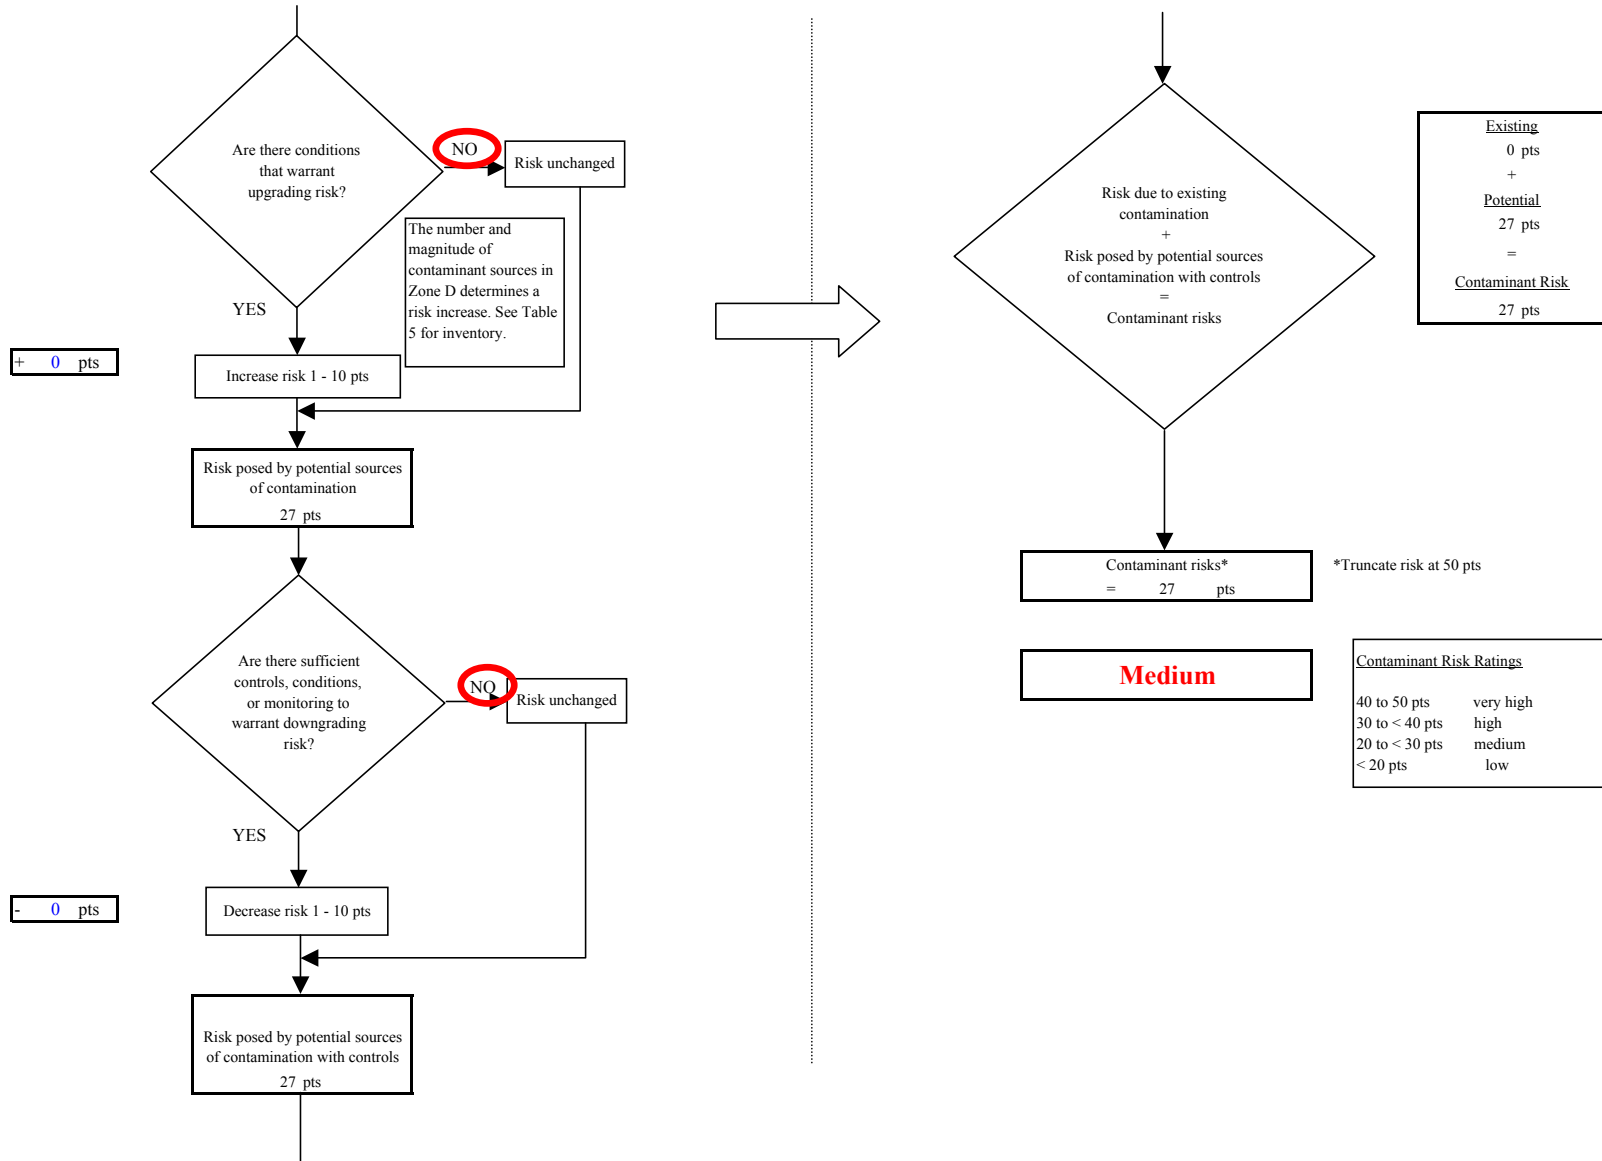 Are there conditions
that warrant
upgrading risk?
NO
Risk unchanged
The number and
magnitude of
contaminant sources in
Zone D determines a
risk increase. See Table
5 for inventory.
YES
+ 0 pts
Increase risk 1 - 10 pts
Risk posed by potential sources
of contamination
27 pts
Are there sufficient
controls, conditions,
or monitoring to
warrant downgrading
risk?
NO
Risk unchanged
YES
- 0 pts
Decrease risk 1 - 10 pts
Risk posed by potential sources
of contamination with controls
27 pts
Risk due to existing
contamination
+
Risk posed by potential sources
of contamination with controls
=
Contaminant risks
Existing
0 pts
+
Potential
27 pts
=
Contaminant Risk
27 pts
Contaminant risks*
= 27 pts
*Truncate risk at 50 pts
Medium
Contaminant Risk Ratings
40 to 50 pts very high
30 to < 40 pts high
20 to < 30 pts medium
< 20 pts low